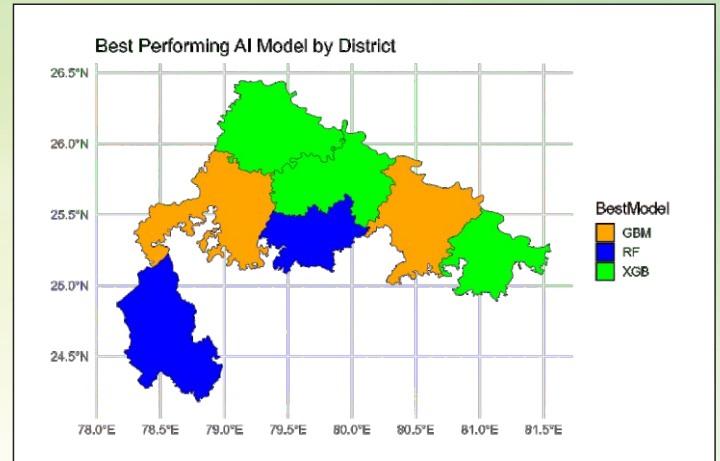 Best Performing AI Model by District
26.5°N
26.0°N
25.5°N
25.0°N
24.5°N
78.0°E 78.5°E 79.0°E 79.5°E 80.0°E 80.5°E 81.0°E 81.5°E
BestModel
GBM
RF
XGB